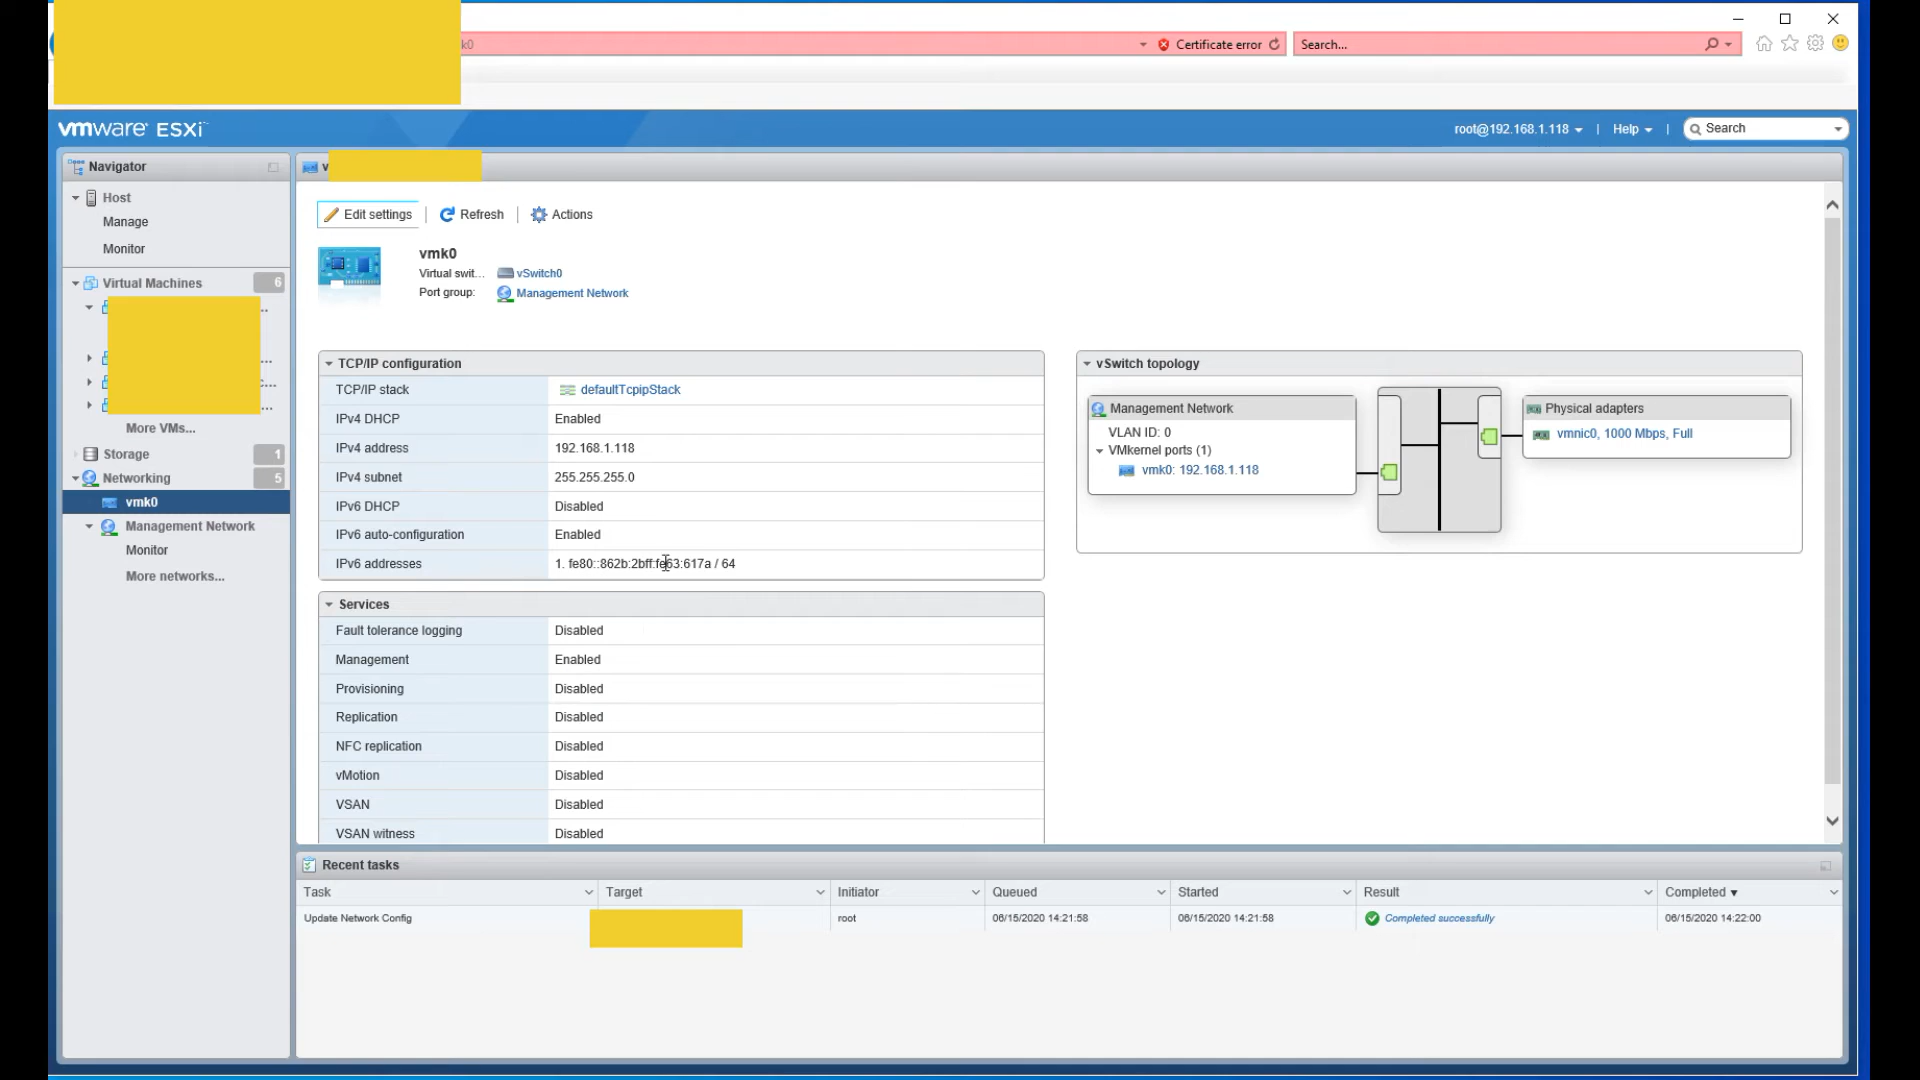 k0
Certificate error
Search...
vmware ESXi
root@192.168.1.118 | Help |
Search
Navigator
v
Host
Manage
Monitor
Virtual Machines 6
...
...
c...
...
More VMs...
Storage 1
Networking 5
vmk0
Management Network
Monitor
More networks...
Edit settings | Refresh | Actions
vmk0
Virtual swit... vSwitch0
Port group: Management Network
TCP/IP configuration
TCP/IP stack defaultTcpipStack
IPv4 DHCP Enabled
IPv4 address 192.168.1.118
IPv4 subnet 255.255.255.0
IPv6 DHCP Disabled
IPv6 auto-configuration Enabled
IPv6 addresses 1. fe80::862b:2bff:fe63:617a / 64
vSwitch topology
Management Network
VLAN ID: 0
VMkernel ports (1)
vmk0: 192.168.1.118
Physical adapters
vmnic0, 1000 Mbps, Full
Services
Fault tolerance logging Disabled
Management Enabled
Provisioning Disabled
Replication Disabled
NFC replication Disabled
vMotion Disabled
VSAN Disabled
VSAN witness Disabled
Recent tasks
Task Target Initiator Queued Started Result Completed
Update Network Config root 06/15/2020 14:21:58 06/15/2020 14:21:58 Completed successfully 06/15/2020 14:22:00